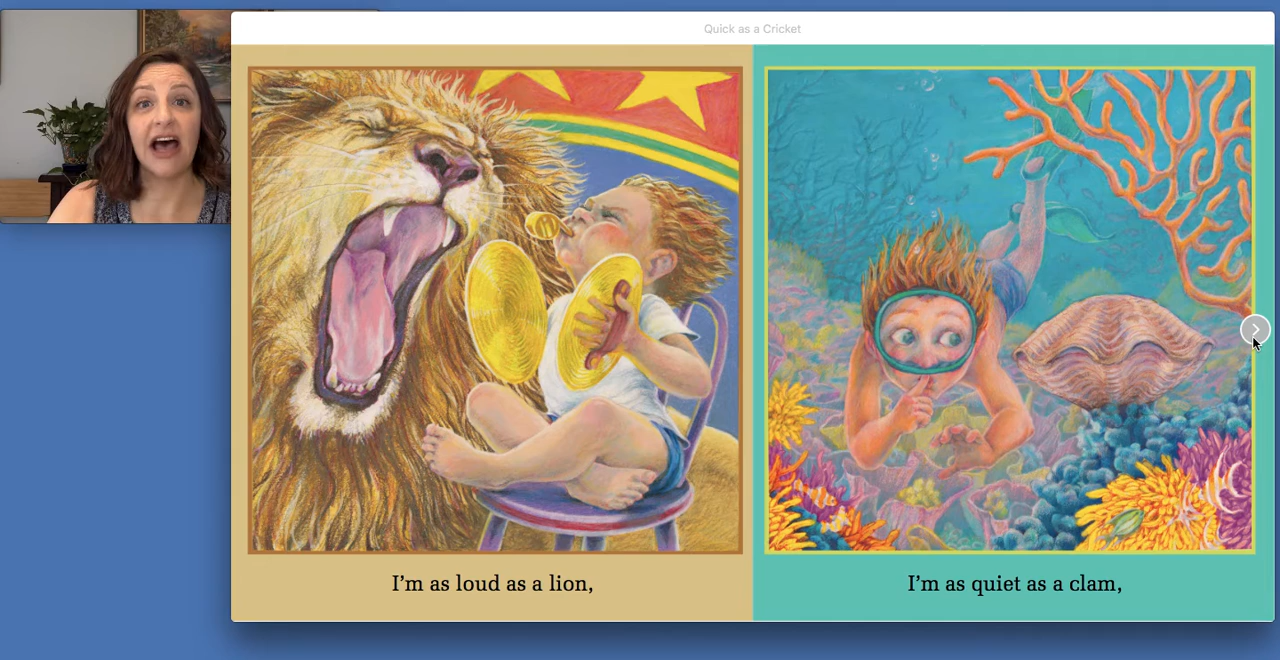 Quick as a Cricket
I'm as loud as a lion,
I'm as quiet as a clam,